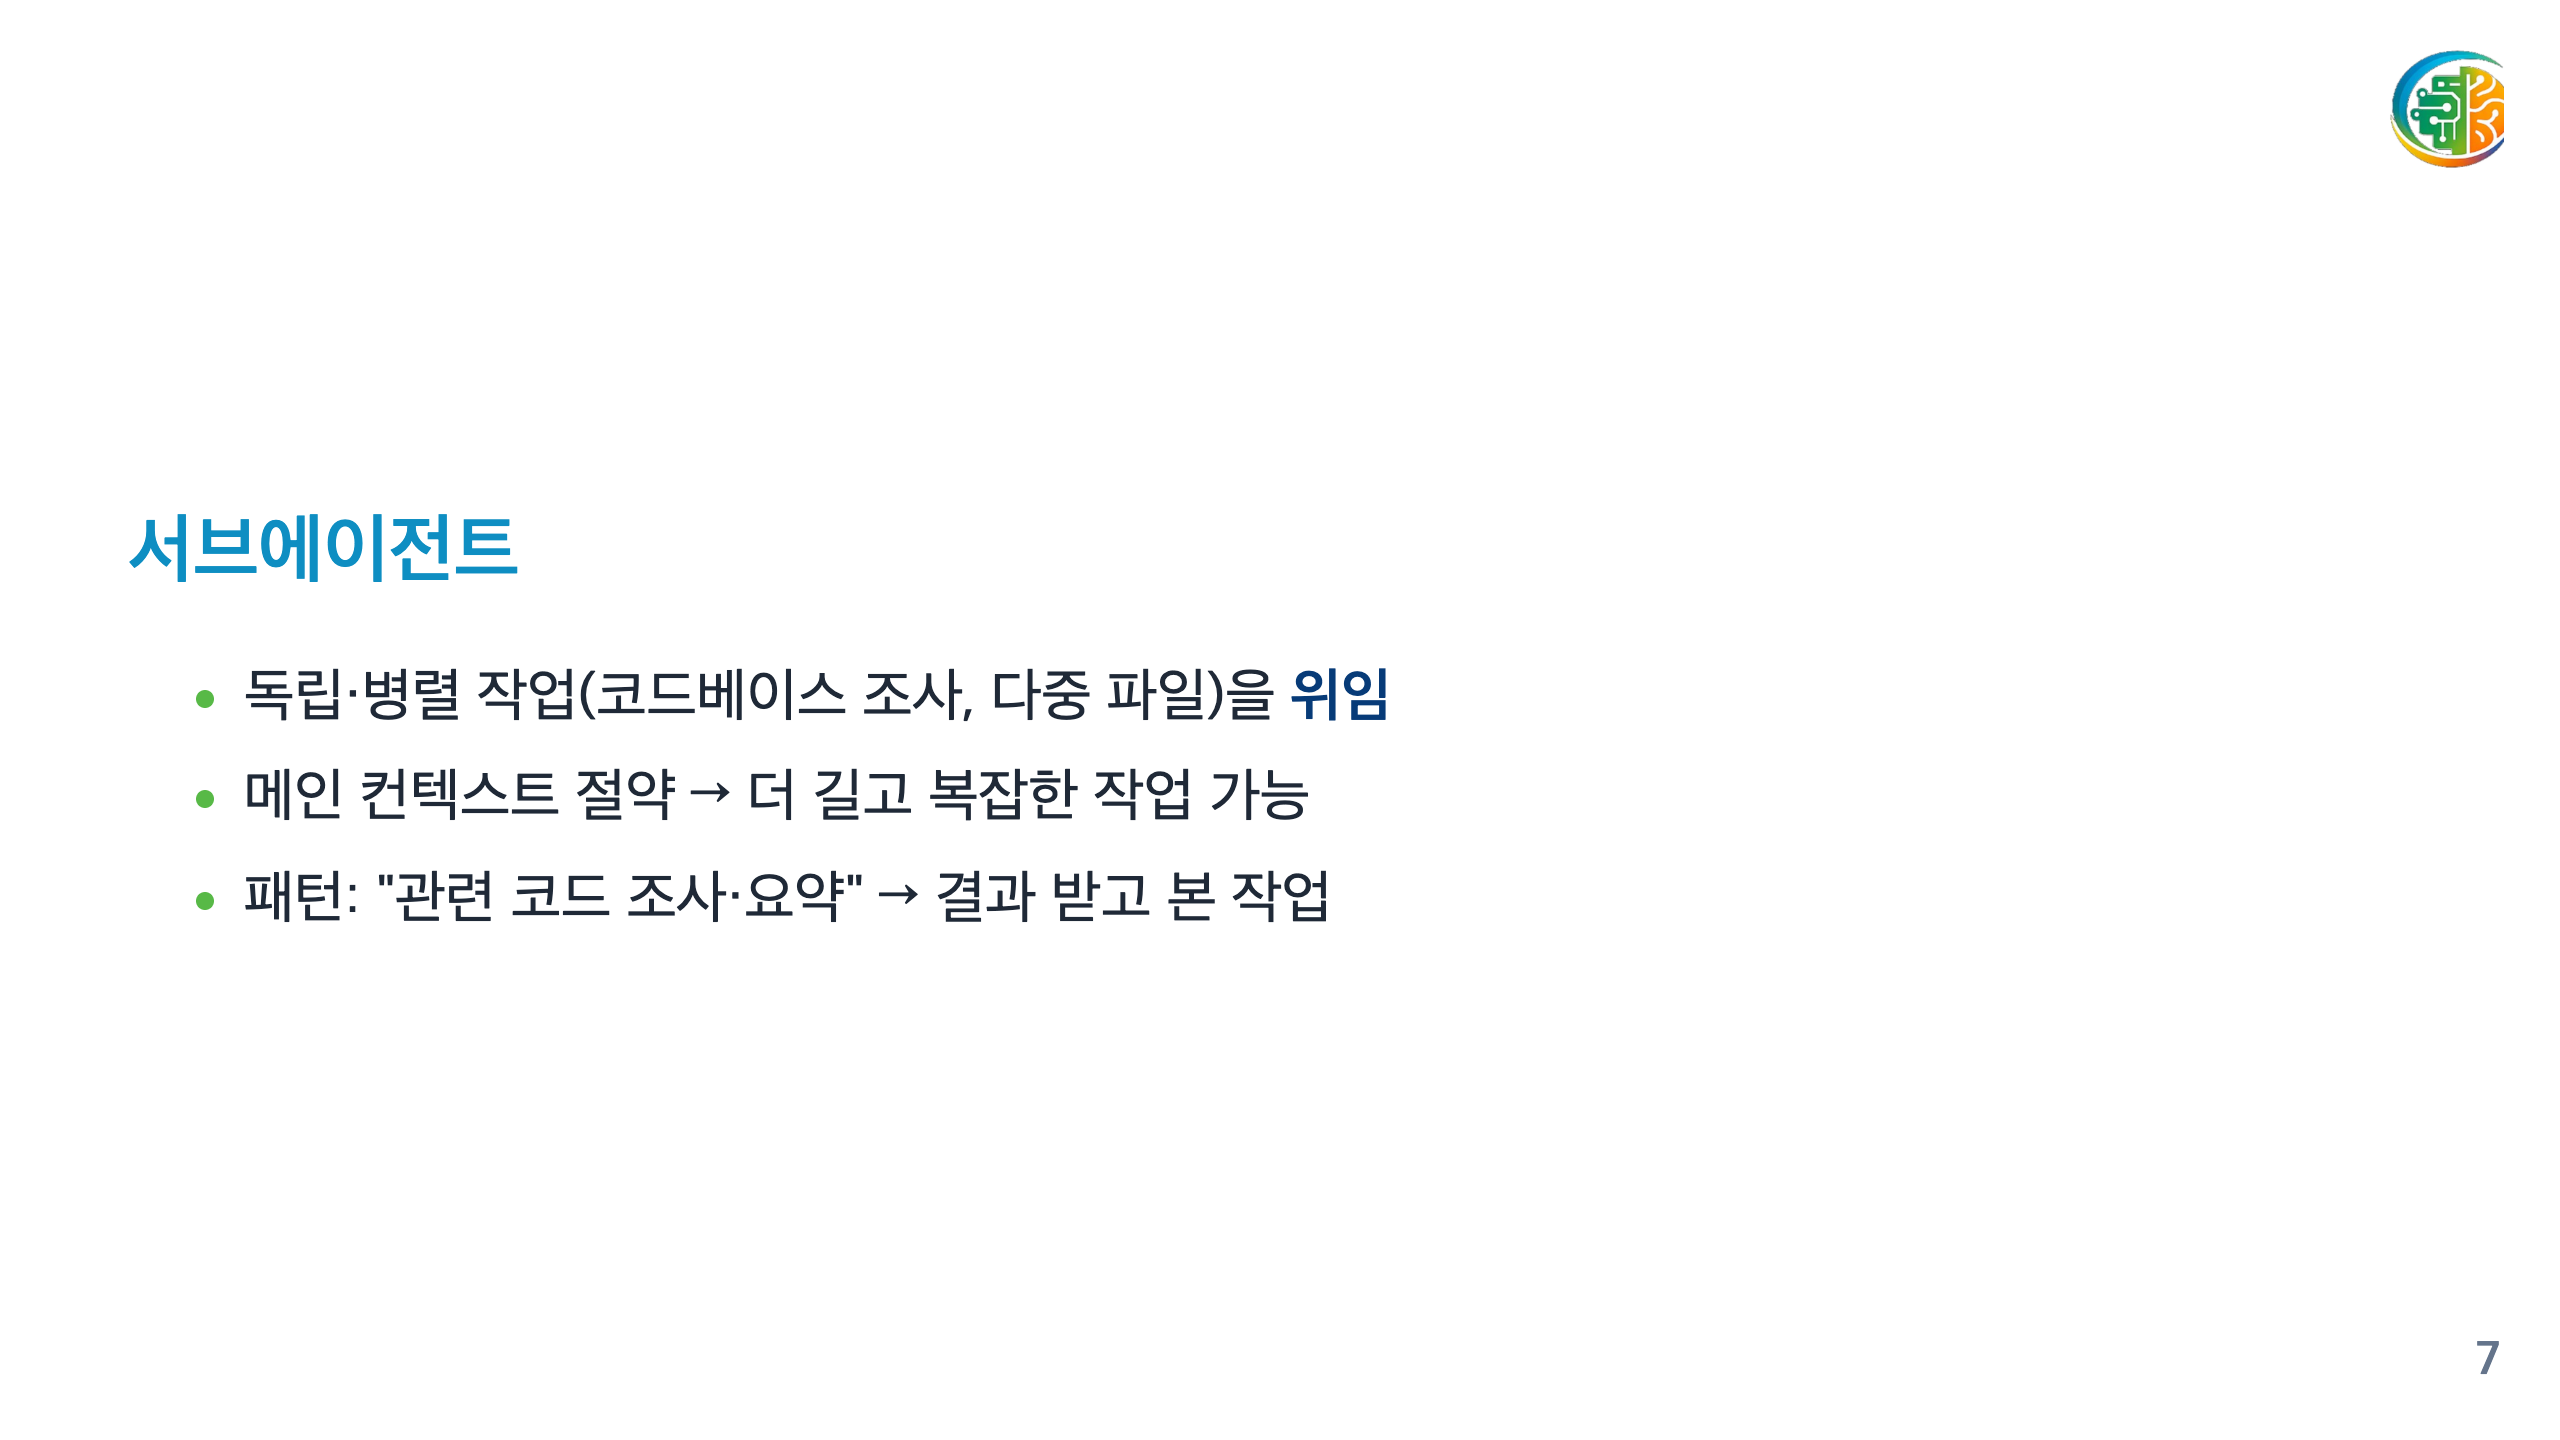 서브에이전트
• 독립·병렬 작업(코드베이스 조사, 다중 파일)을 위임
• 메인 컨텍스트 절약 → 더 길고 복잡한 작업 가능
• 패턴: "관련 코드 조사·요약" → 결과 받고 본 작업
7